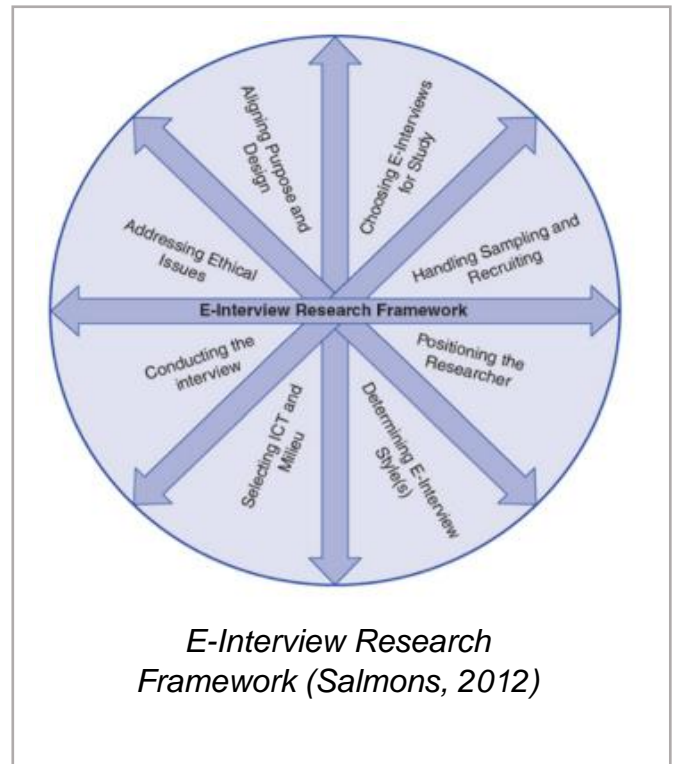 Aligning Purpose and
Design
Choosing E-Interviews
for Study
Handling Sampling and
Recruiting
Positioning the
Researcher
Determining E-Interview
Style(s)
Selecting ICT and
Milieu
Conducting the
interview
Addressing Ethical
Issues
E-Interview Research Framework
E-Interview Research
Framework (Salmons, 2012)